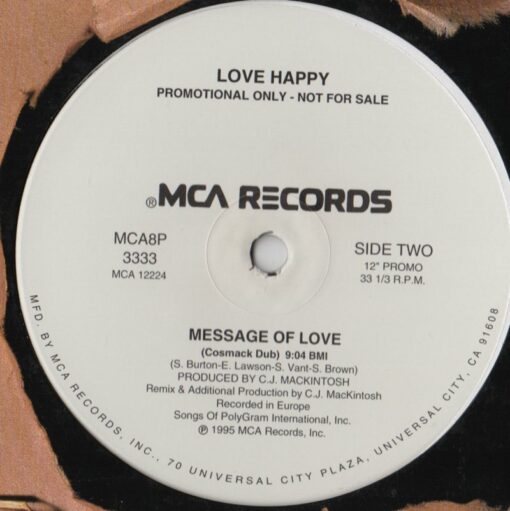 LOVE HAPPY
PROMOTIONAL ONLY - NOT FOR SALE
®MCA RECORDS
MCA8P
3333
MCA 12224
SIDE TWO
12" PROMO
33 1/3 R.P.M.
MESSAGE OF LOVE
(Cosmack Dub) 9:04 BMI
(S. Burton-E. Lawson-S. Vant-S. Brown)
PRODUCED BY C.J. MACKINTOSH
Remix & Additional Production by C.J. MacKintosh
Recorded in Europe
Songs Of PolyGram International, Inc.
℗ 1995 MCA Records, Inc.
MFD. BY MCA RECORDS, INC., 70 UNIVERSAL CITY PLAZA, UNIVERSAL CITY, CA 91608